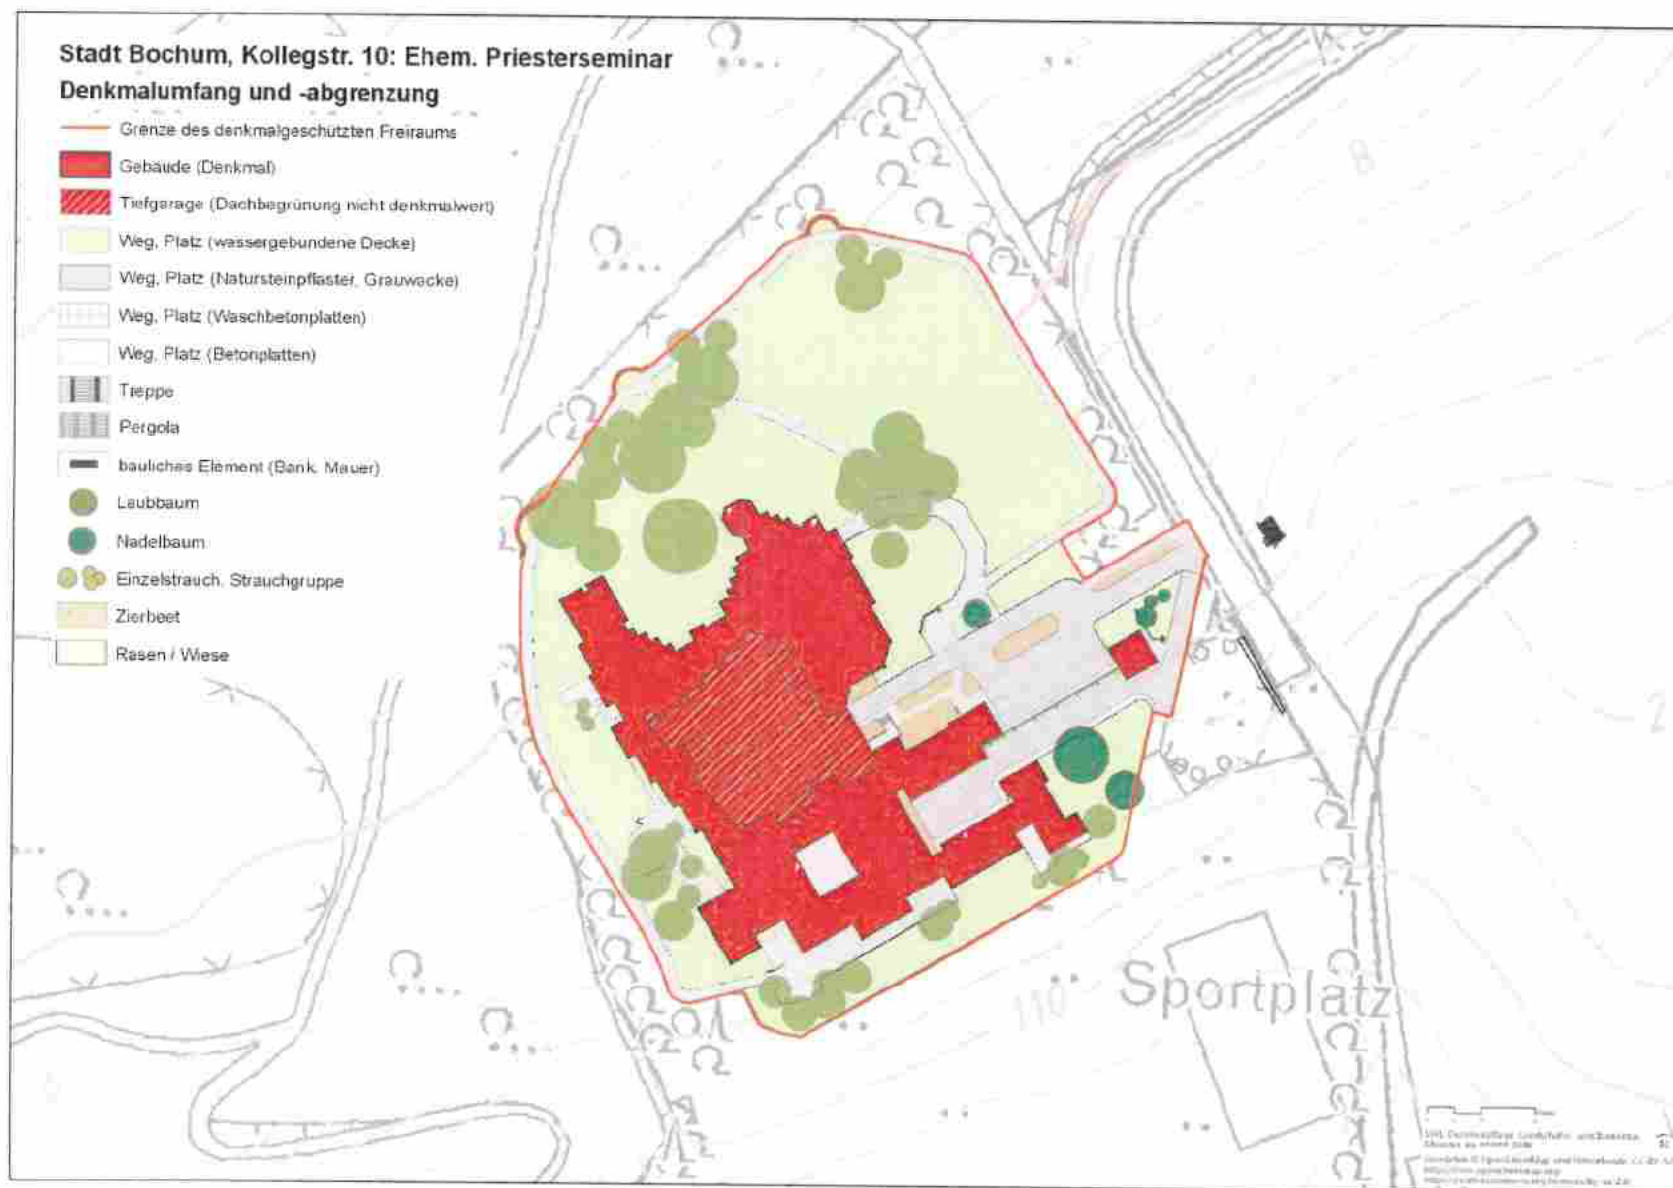 Stadt Bochum, Kollegstr. 10: Ehem. Priesterseminar
Denkmalumfang und -abgrenzung
Grenze des denkmalgeschützten Freiraums
Gebäude (Denkmal)
Tiefgarage (Dachbegrünung nicht denkmalwert)
Weg, Platz (wassergebundene Decke)
Weg, Platz (Natursteinpflaster, Grauwacke)
Weg, Platz (Waschbetonplatten)
Weg, Platz (Betonplatten)
Treppe
Pergola
bauliches Element (Bank, Mauer)
Laubbaum
Nadelbaum
Einzelstrauch, Strauchgruppe
Zierbeet
Rasen / Wiese
8
2
110
Sportplatz